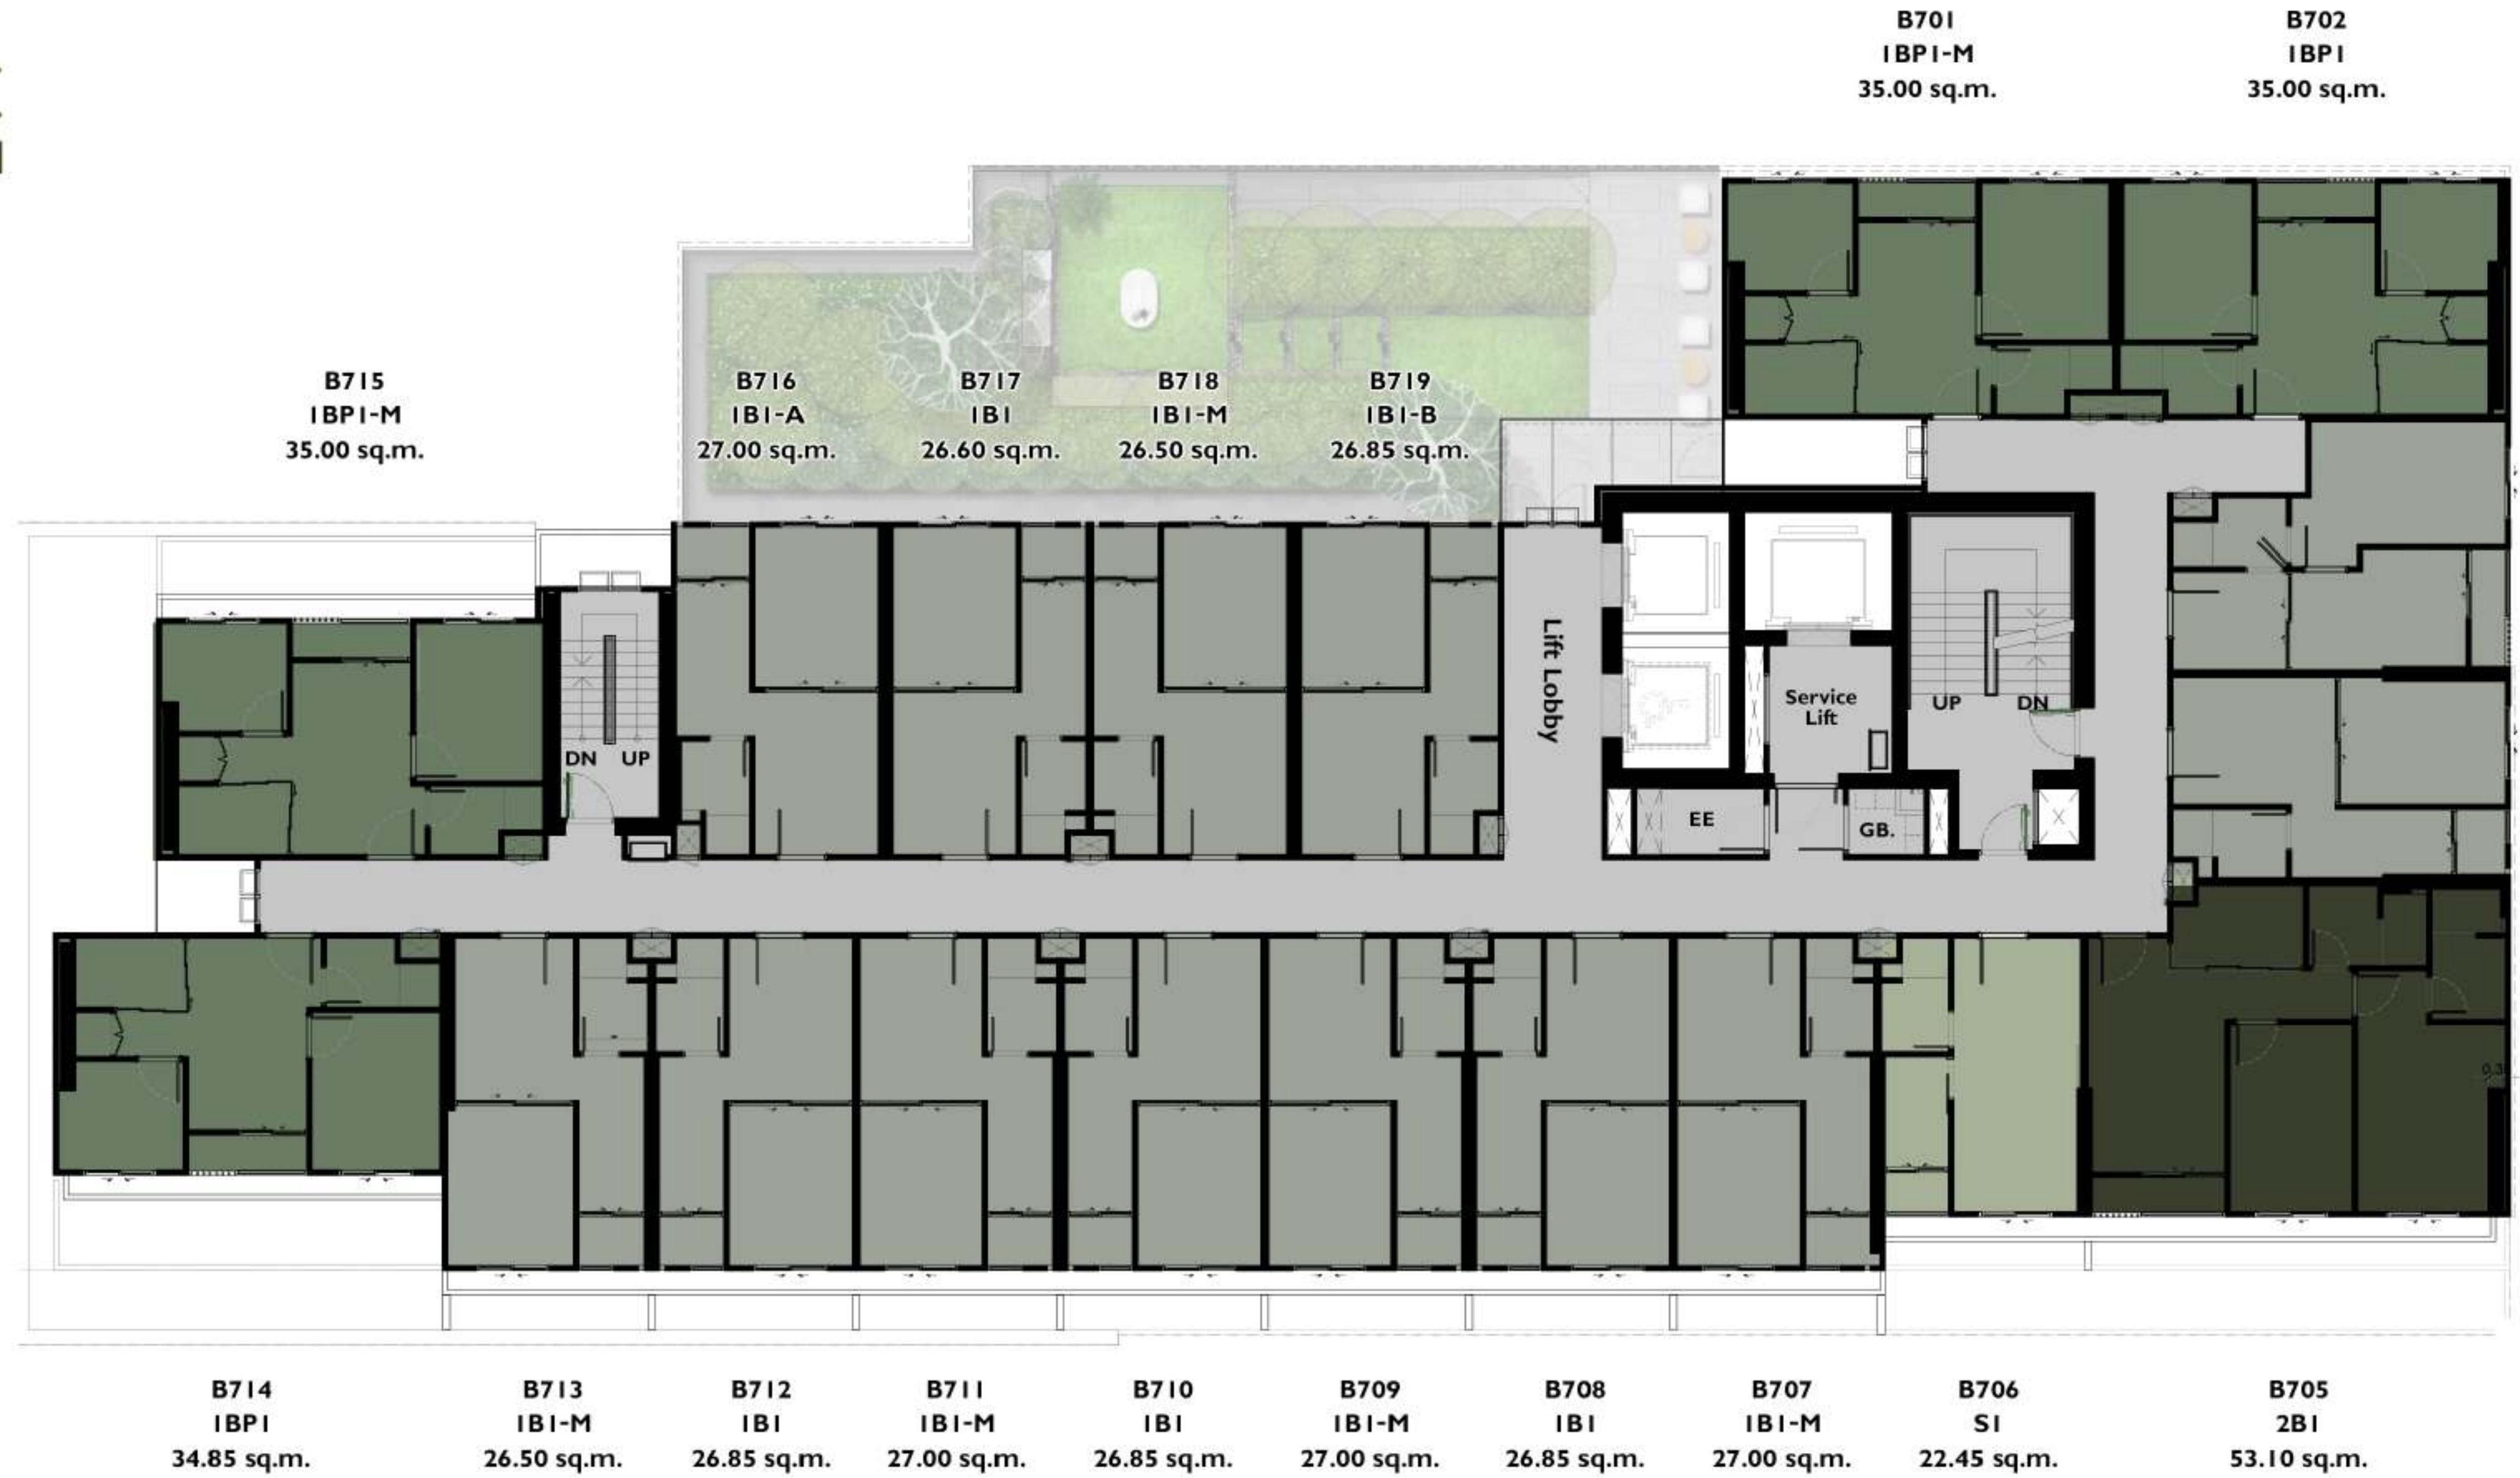 B701
1BP1-M
35.00 sq.m.
B702
1BP1
35.00 sq.m.
B715
1BP1-M
35.00 sq.m.
B716
1B1-A
27.00 sq.m.
B717
1B1
26.60 sq.m.
B718
1B1-M
26.50 sq.m.
B719
1B1-B
26.85 sq.m.
Lift Lobby
Service
Lift
UP DN
DN UP
EE
GB.
B714
1BP1
34.85 sq.m.
B713
1B1-M
26.50 sq.m.
B712
1B1
26.85 sq.m.
B711
1B1-M
27.00 sq.m.
B710
1B1
26.85 sq.m.
B709
1B1-M
27.00 sq.m.
B708
1B1
26.85 sq.m.
B707
1B1-M
27.00 sq.m.
B706
S1
22.45 sq.m.
B705
2B1
53.10 sq.m.